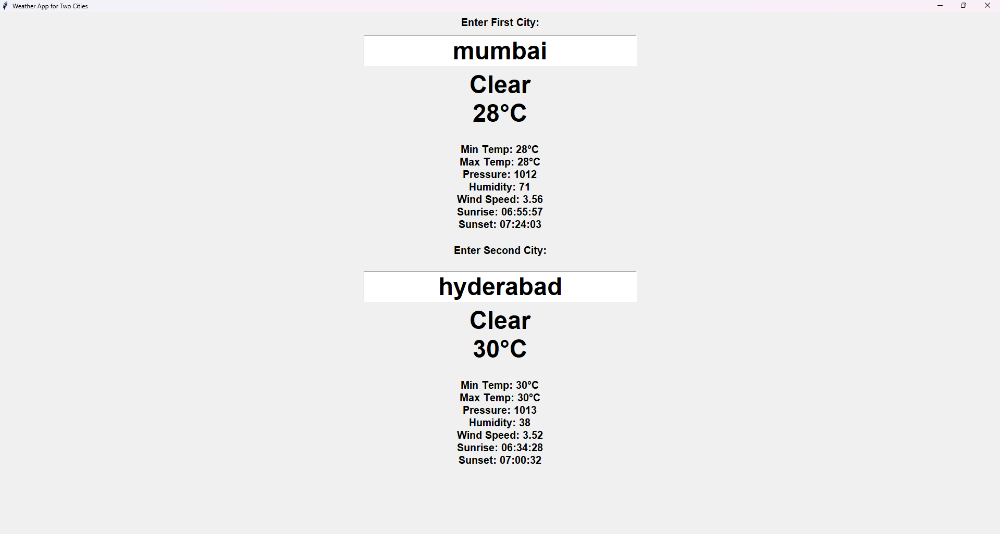 Weather App for Two Cities
Enter First City:
mumbai
Clear
28°C
Min Temp: 28°C
Max Temp: 28°C
Pressure: 1012
Humidity: 71
Wind Speed: 3.56
Sunrise: 06:55:57
Sunset: 07:24:03
Enter Second City:
hyderabad
Clear
30°C
Min Temp: 30°C
Max Temp: 30°C
Pressure: 1013
Humidity: 38
Wind Speed: 3.52
Sunrise: 06:34:28
Sunset: 07:00:32